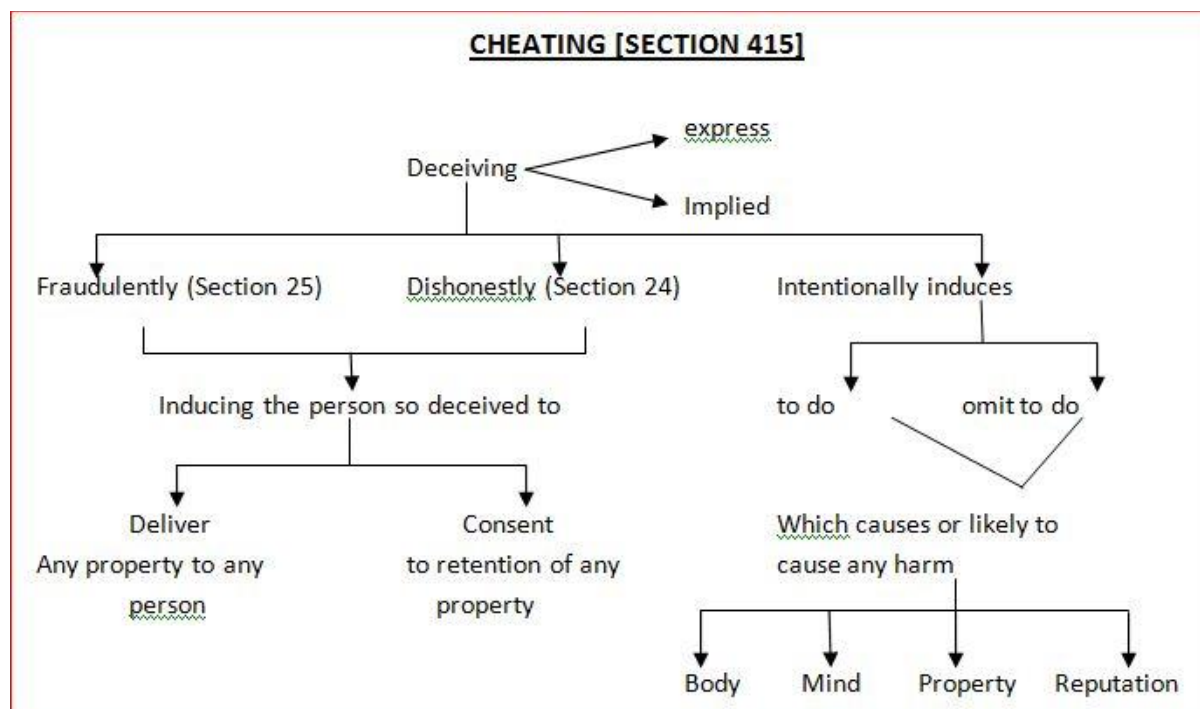 CHEATING [SECTION 415]
express
Deceiving
Implied
Fraudulently (Section 25)
Dishonestly (Section 24)
Intentionally induces
Inducing the person so deceived to
to do
omit to do
Deliver
Any property to any
person
Consent
to retention of any
property
Which causes or likely to
cause any harm
Body
Mind
Property
Reputation